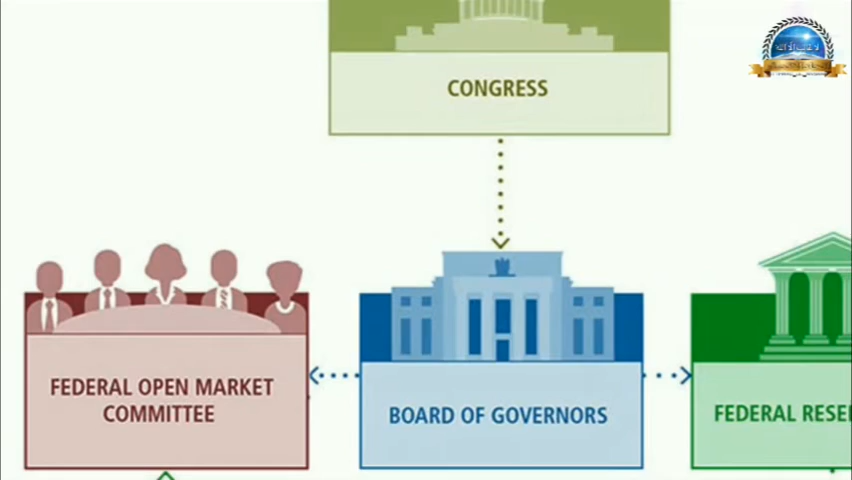 CONGRESS
FEDERAL OPEN MARKET
COMMITTEE
BOARD OF GOVERNORS
FEDERAL RESE